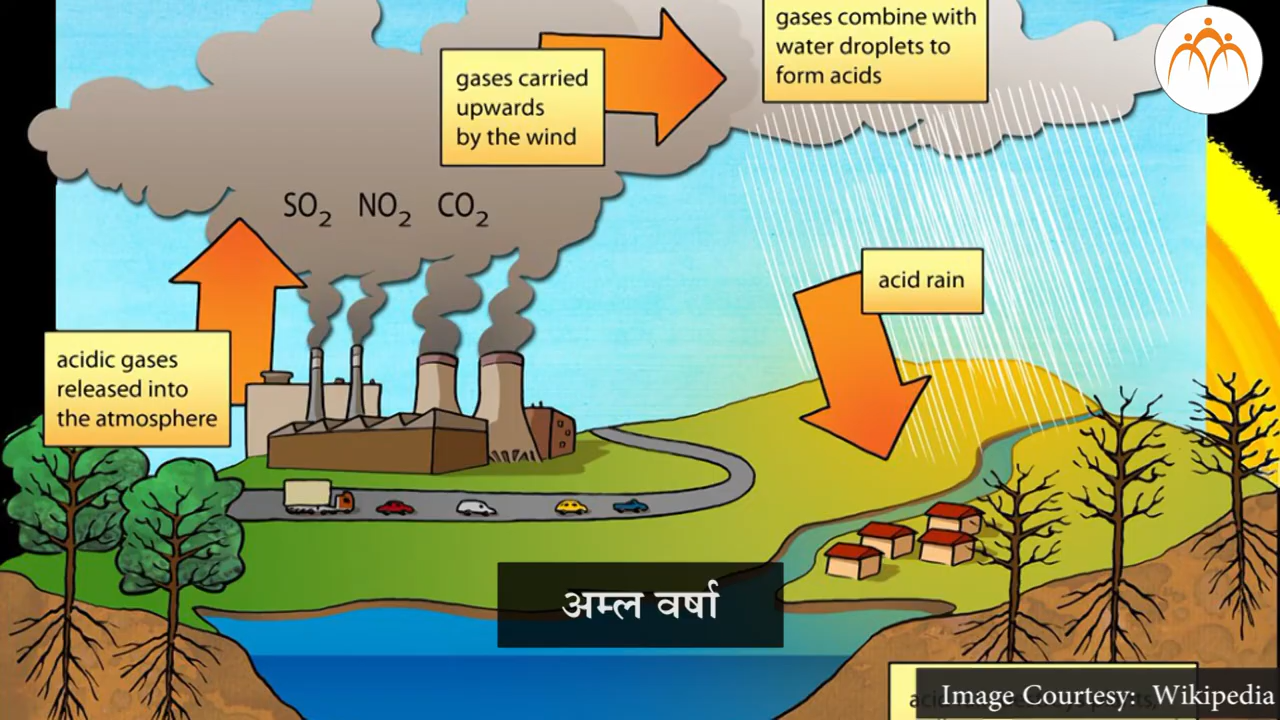 gases combine with
water droplets to
form acids
gases carried
upwards
by the wind
SO₂ NO₂ CO₂
acid rain
acidic gases
released into
the atmosphere
अम्ल वर्षा
Image Courtesy: Wikipedia